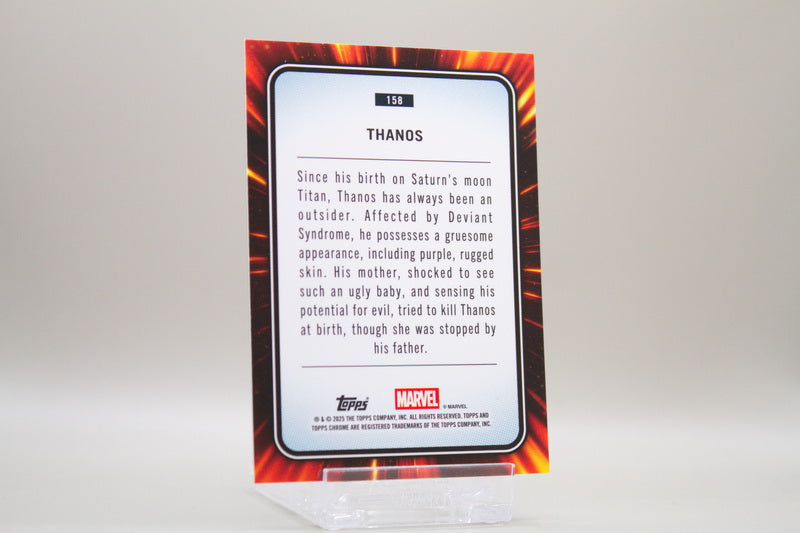 158
THANOS
Since his birth on Saturn's moon
Titan, Thanos has always been an
outsider. Affected by Deviant
Syndrome, he possesses a gruesome
appearance, including purple, rugged
skin. His mother, shocked to see
such an ugly baby, and sensing his
potential for evil, tried to kill Thanos
at birth, though she was stopped by
his father.
Topps MARVEL © MARVEL
® & © 2025 THE TOPPS COMPANY, INC. ALL RIGHTS RESERVED. TOPPS AND
TOPPS CHROME ARE REGISTERED TRADEMARKS OF THE TOPPS COMPANY, INC.